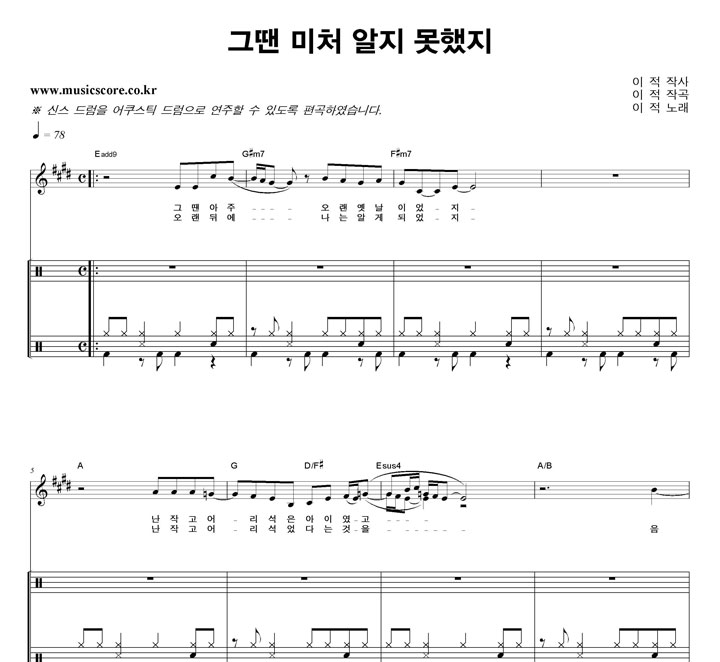 그땐 미처 알지 못했지
www.musicscore.co.kr
※ 신스 드럼을 어쿠스틱 드럼으로 연주할 수 있도록 편곡하였습니다.
이 적 작사
이 적 작곡
이 적 노래
♩ = 78
Eadd9 G♯m7 F♯m7
그 땐 아 주 - - - - 오 랜 옛 날 이 었 - 지 -
오 랜 뒤 에 - - - - 나 는 알 게 되 었 - 지 -
5
A G D/F♯ Esus4 A/B
난 작 고 어 - 리 석 은 아 이 였 고 - - - - -
난 작 고 어 - 리 석 었 다 는 것 을 - - - - - 음